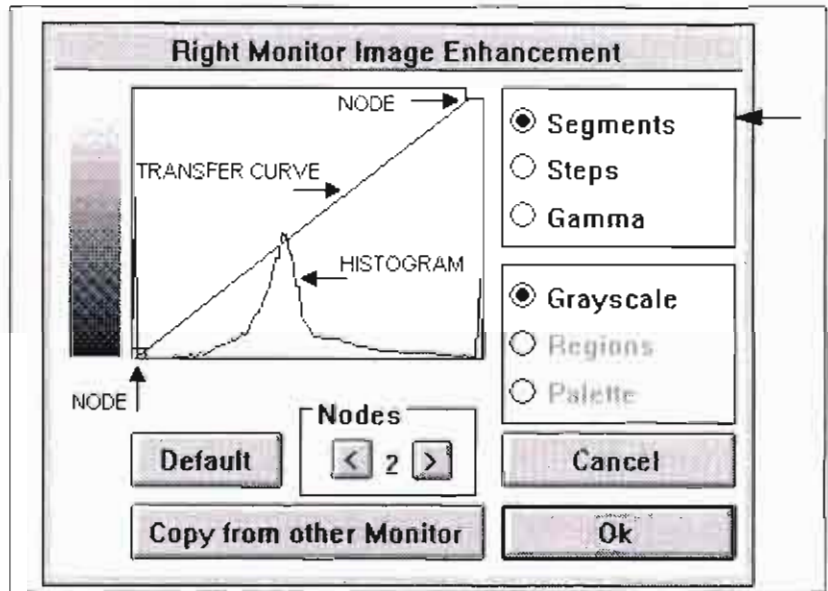 Right Monitor Image Enhancement
NODE
TRANSFER CURVE
HISTOGRAM
NODE
Segments
Steps
Gamma
Grayscale
Regions
Palette
Nodes
< 2 >
Default
Cancel
Copy from other Monitor
Ok